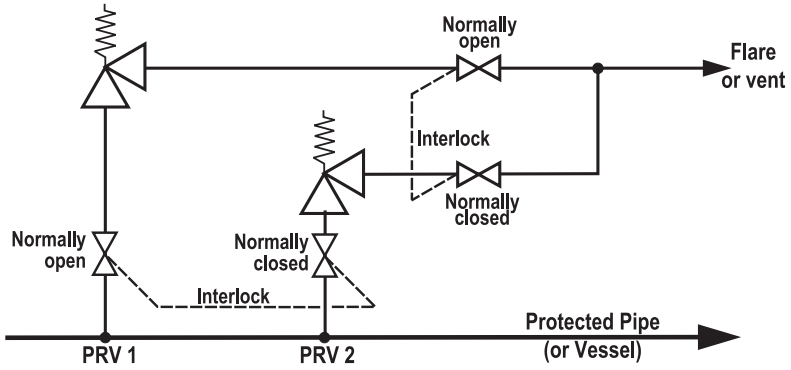 Normally
open
Flare
or vent
Interlock
Normally
closed
Normally
open
Normally
closed
Interlock
Protected Pipe
(or Vessel)
PRV 1
PRV 2